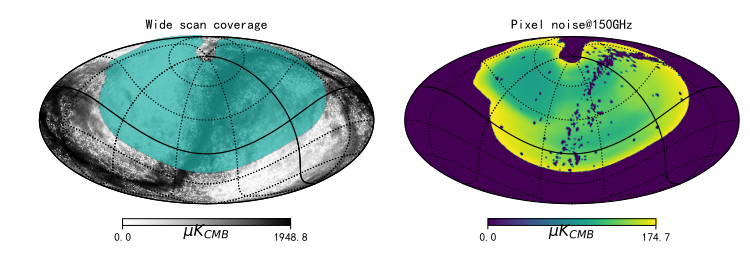 Wide scan coverage
Pixel noise@150GHz
0.0
μK_CMB
1948.8
0.0
μK_CMB
174.7